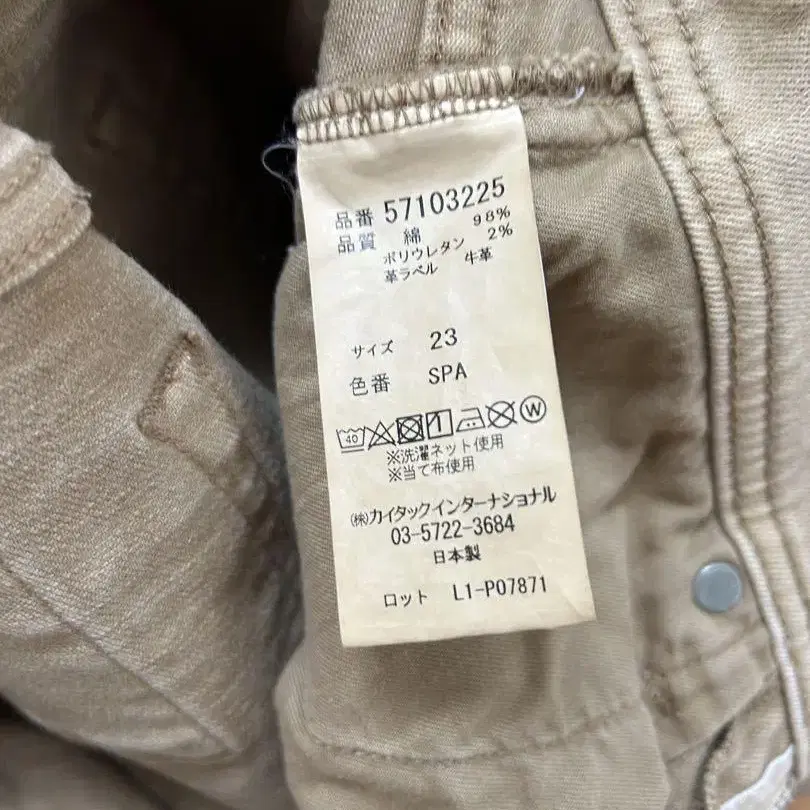 品番 57103225
品質 綿 98%
ポリウレタン 2%
革ラベル 牛革
サイズ 23
色番 SPA
40 W
※洗濯ネット使用
※当て布使用
㈱カイタックインターナショナル
03-5722-3684
日本製
ロット L1-P07871